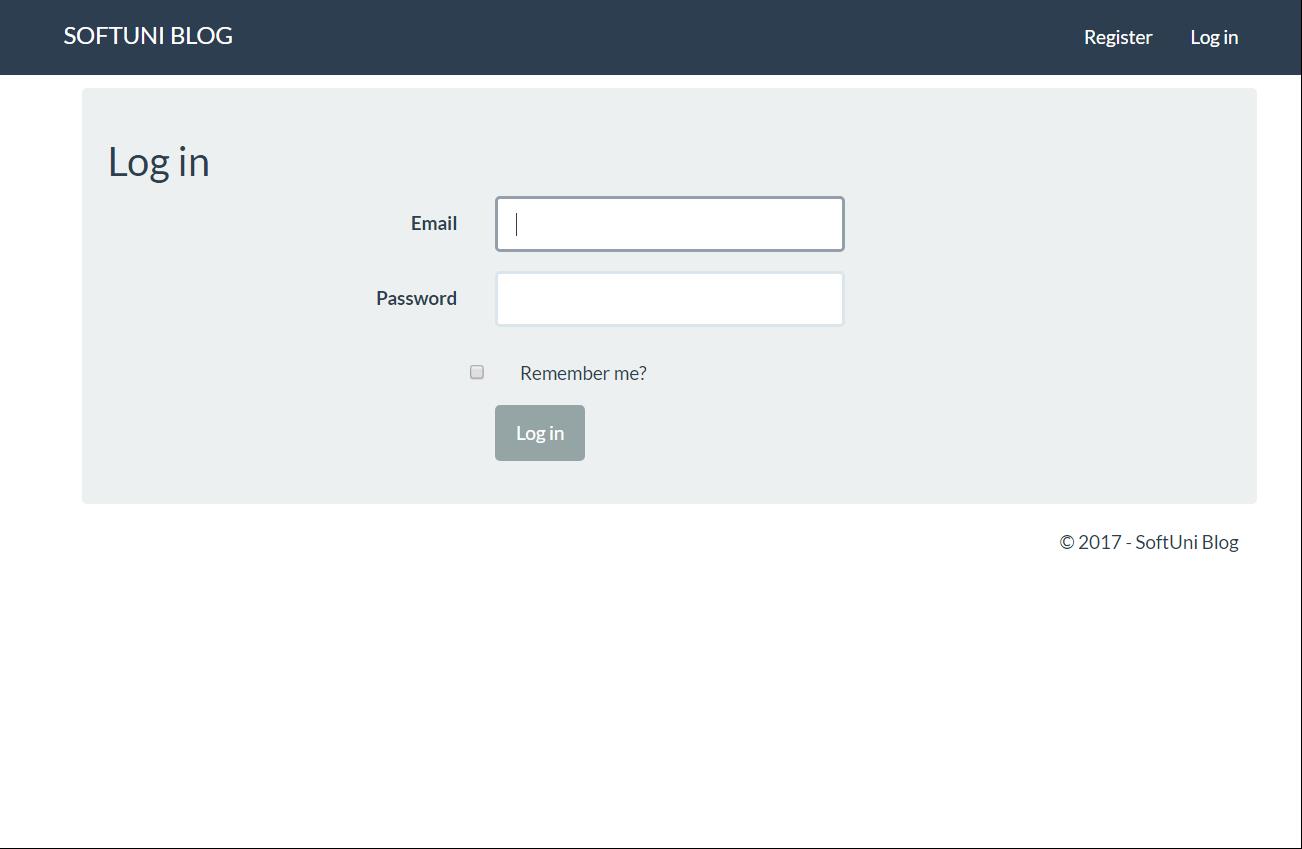 SOFTUNI BLOG
Register
Log in
Log in
Email
Password
Remember me?
Log in
© 2017 - SoftUni Blog